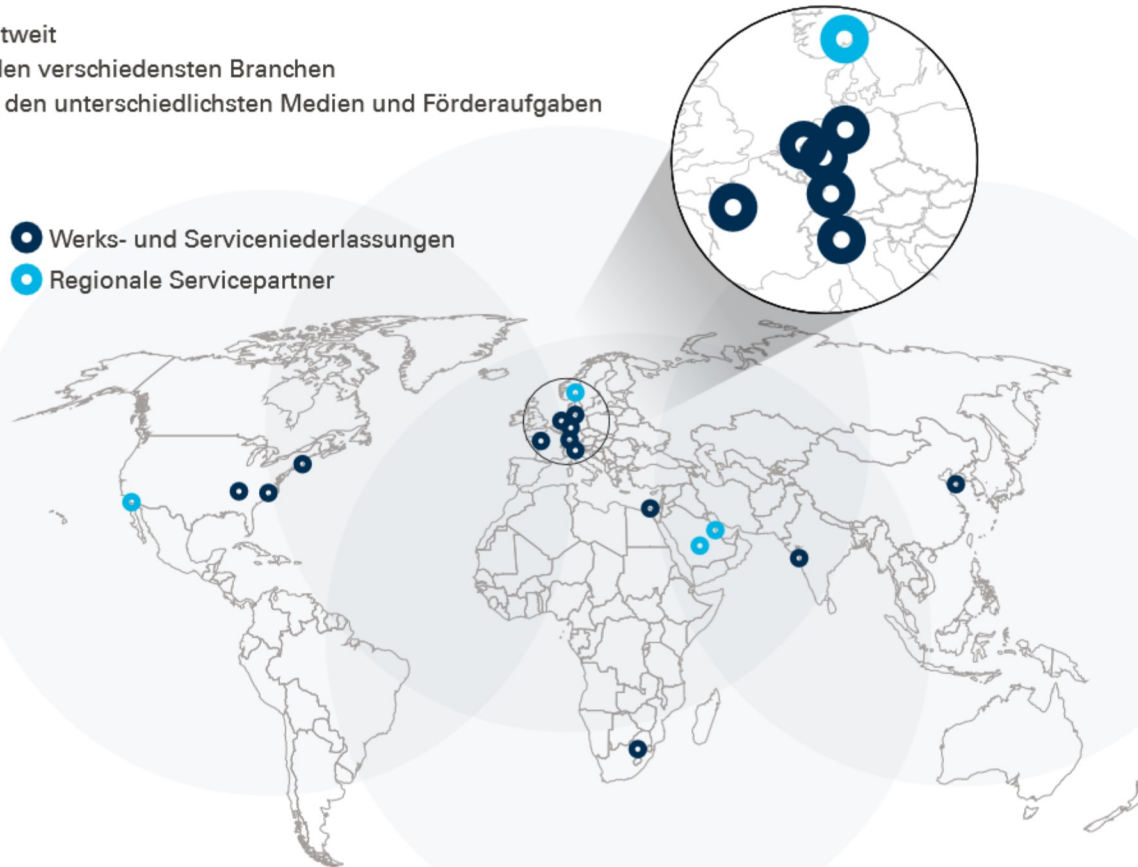 tweit
len verschiedensten Branchen
den unterschiedlichsten Medien und Förderaufgaben
Werks- und Serviceniederlassungen
Regionale Servicepartner